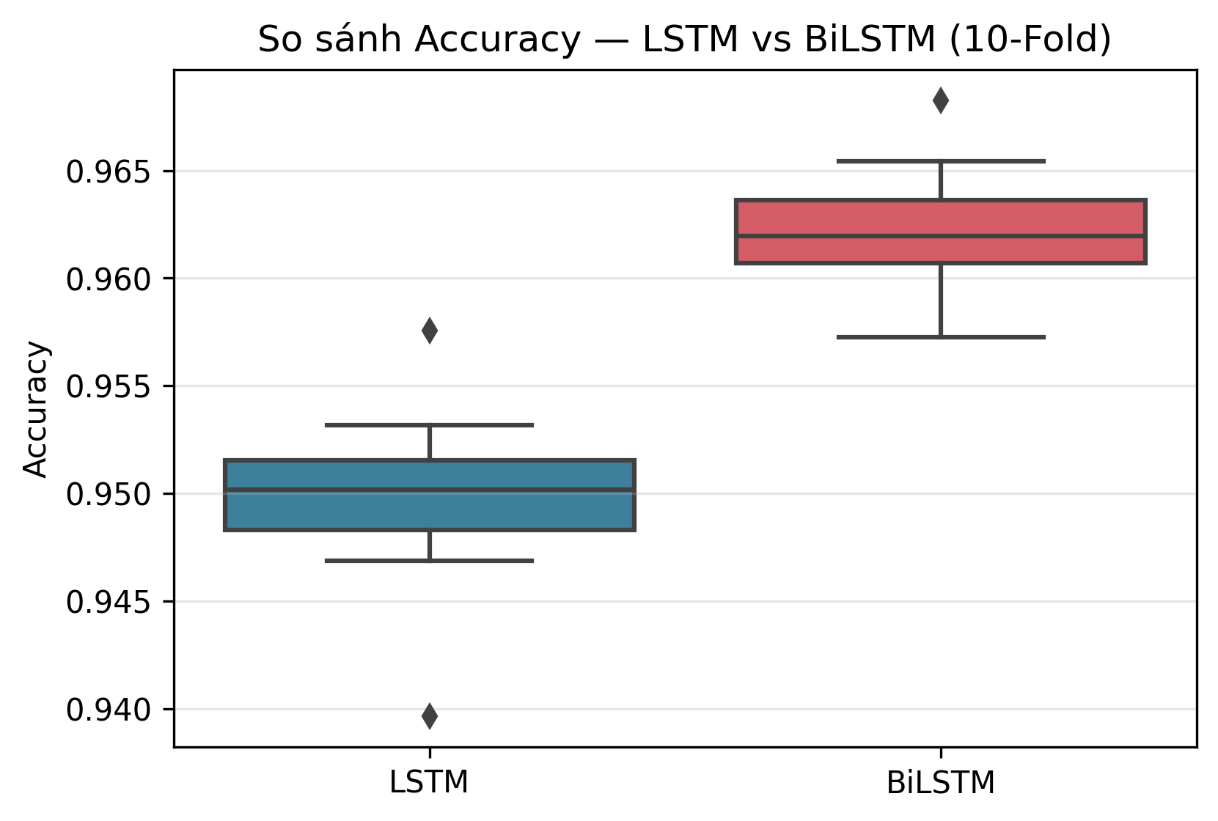 So sánh Accuracy — LSTM vs BiLSTM (10-Fold)
Accuracy
0.965
0.960
0.955
0.950
0.945
0.940
LSTM
BiLSTM